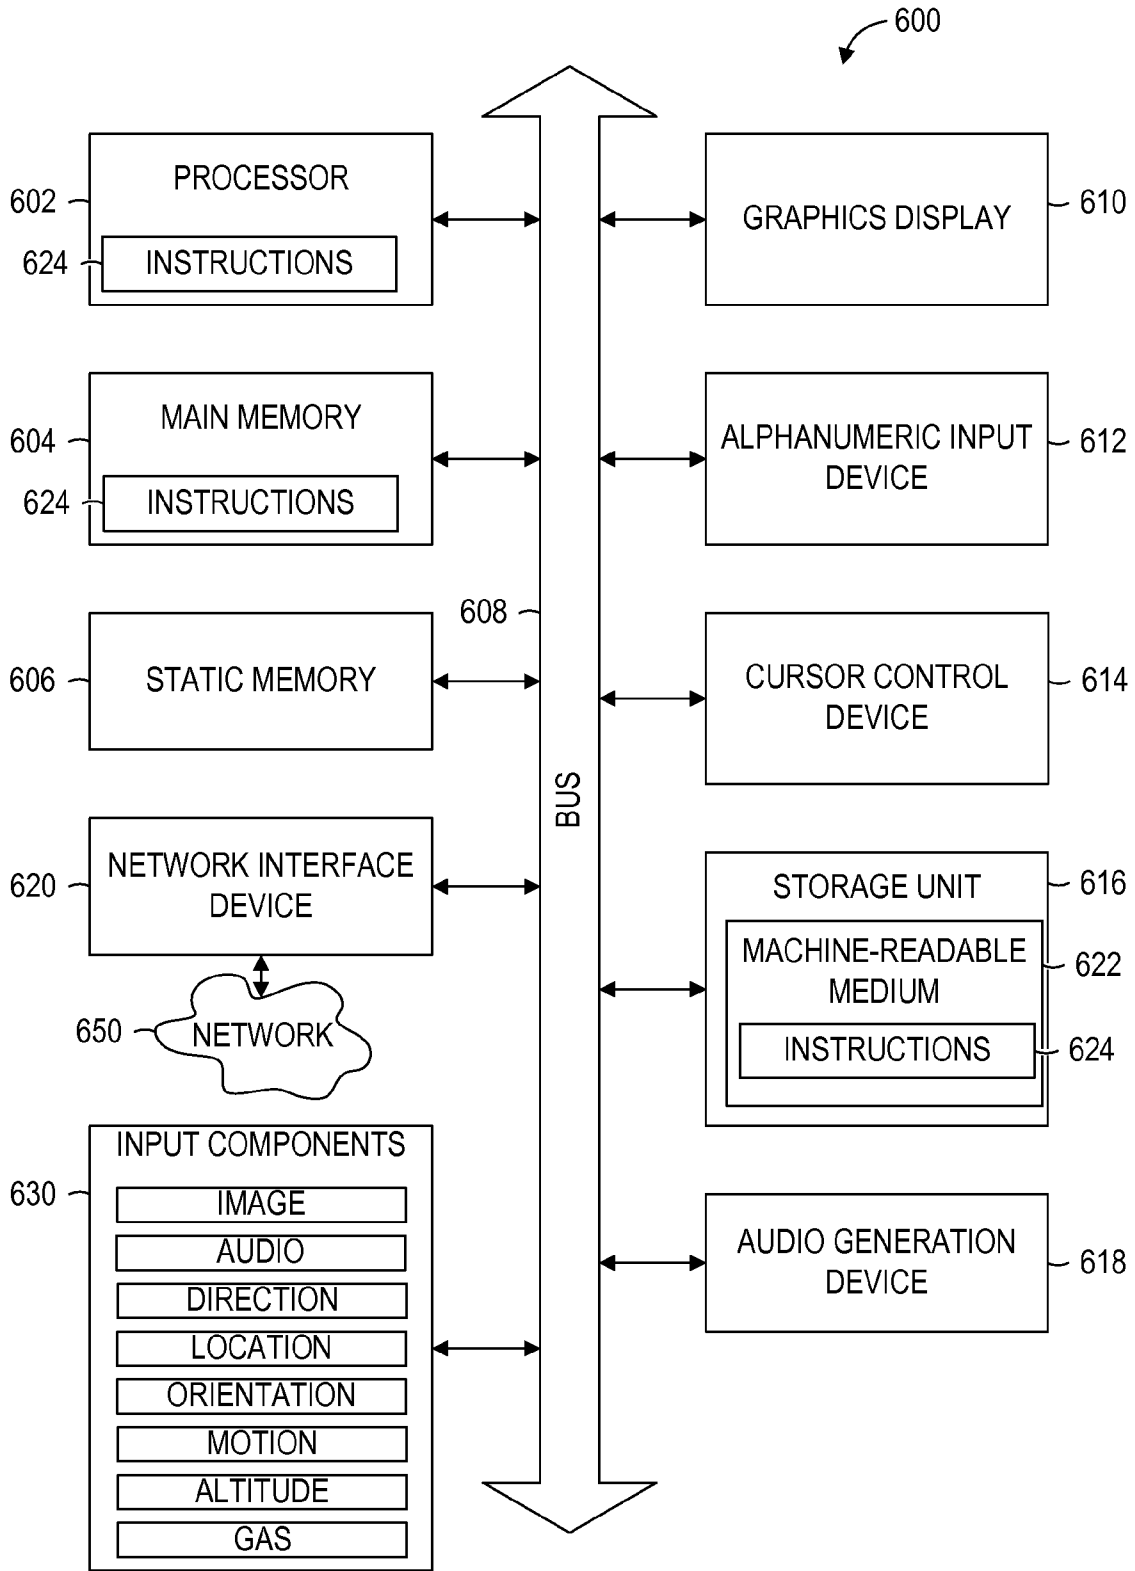 600
PROCESSOR
602
624
INSTRUCTIONS
MAIN MEMORY
604
624
INSTRUCTIONS
STATIC MEMORY
606
608
BUS
NETWORK INTERFACE
DEVICE
620
650
NETWORK
INPUT COMPONENTS
630
IMAGE
AUDIO
DIRECTION
LOCATION
ORIENTATION
MOTION
ALTITUDE
GAS
GRAPHICS DISPLAY
610
ALPHANUMERIC INPUT
DEVICE
612
CURSOR CONTROL
DEVICE
614
STORAGE UNIT
616
MACHINE-READABLE
MEDIUM
622
INSTRUCTIONS
624
AUDIO GENERATION
DEVICE
618